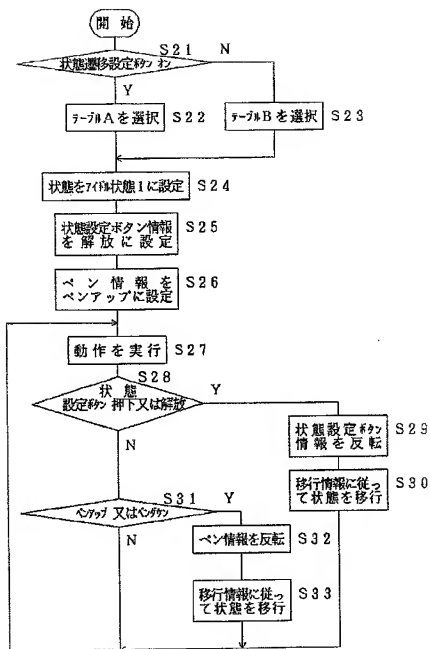 開始
S21
N
状態遷移設定ボタン オン
Y
テーブルAを選択
S22
テーブルBを選択
S23
状態をアイドル状態1に設定
S24
状態設定ボタン情報
を解放に設定
S25
ペン情報を
ペンアップに設定
S26
動作を実行
S27
S28
状態
設定ボタン押下又は解放
Y
N
状態設定ボタン
情報を反転
S29
移行情報に従っ
て状態を移行
S30
S31
ペンアップ又はペンダウン
Y
N
ペン情報を反転
S32
移行情報に従っ
て状態を移行
S33